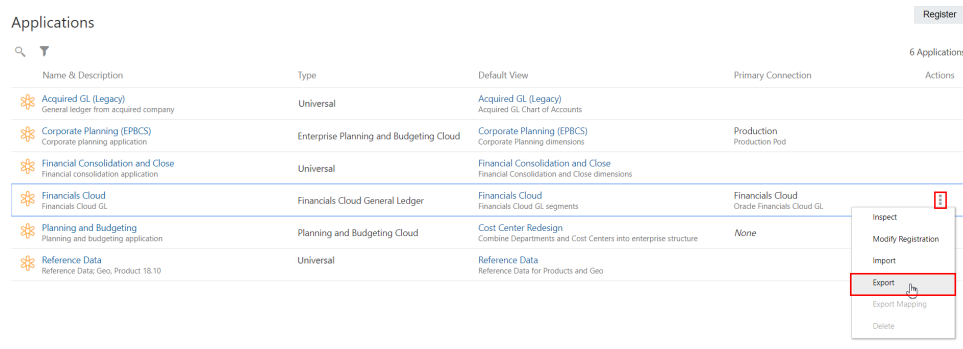 Applications
Register
6 Applications
Name & Description Type Default View Primary Connection Actions
Acquired GL (Legacy) Universal Acquired GL (Legacy)
General ledger from acquired company Acquired GL Chart of Accounts
Corporate Planning (EPBCS) Enterprise Planning and Budgeting Cloud Corporate Planning (EPBCS) Production
Corporate planning application Corporate Planning dimensions Production Pod
Financial Consolidation and Close Universal Financial Consolidation and Close
Financial consolidation application Financial Consolidation and Close dimensions
Financials Cloud Financials Cloud General Ledger Financials Cloud Financials Cloud
Financials Cloud GL Financials Cloud GL segments Oracle Financials Cloud GL
Planning and Budgeting Planning and Budgeting Cloud Cost Center Redesign None
Planning and budgeting application Combine Departments and Cost Centers into enterprise structure
Reference Data Universal Reference Data
Reference Data; Geo, Product 18.10 Reference Data for Products and Geo
Inspect
Modify Registration
Import
Export
Export Mapping
Delete